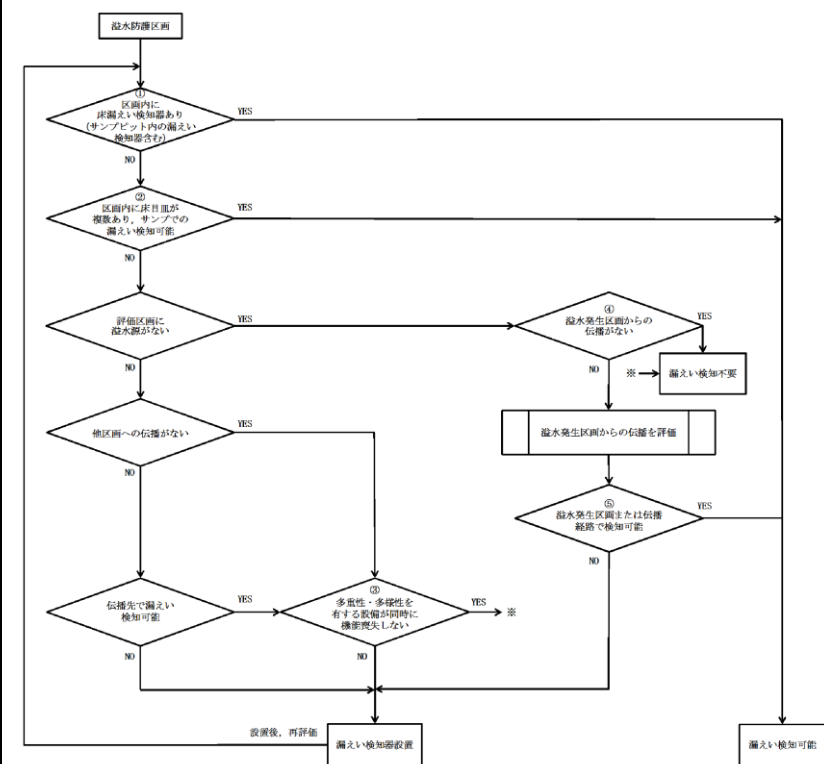 溢水防護区画
①
区画内に
床漏えい検知器あり
(サンプピット内の漏えい
検知器含む)
YES
NO
②
区画内に床目皿が
複数あり，サンプでの
漏えい検知可能
YES
NO
評価区画に
溢水源がない
YES
NO
④
溢水発生区画からの
伝播がない
YES
NO
※
漏えい検知不要
他区画への伝播がない
YES
NO
溢水発生区画からの伝播を評価
⑤
溢水発生区画または伝播
経路で検知可能
YES
NO
伝播先で漏えい
検知可能
YES
NO
③
多重性・多様性を
有する設備が同時に
機能喪失しない
YES
※
NO
設置後，再評価
漏えい検知器設置
漏えい検知可能